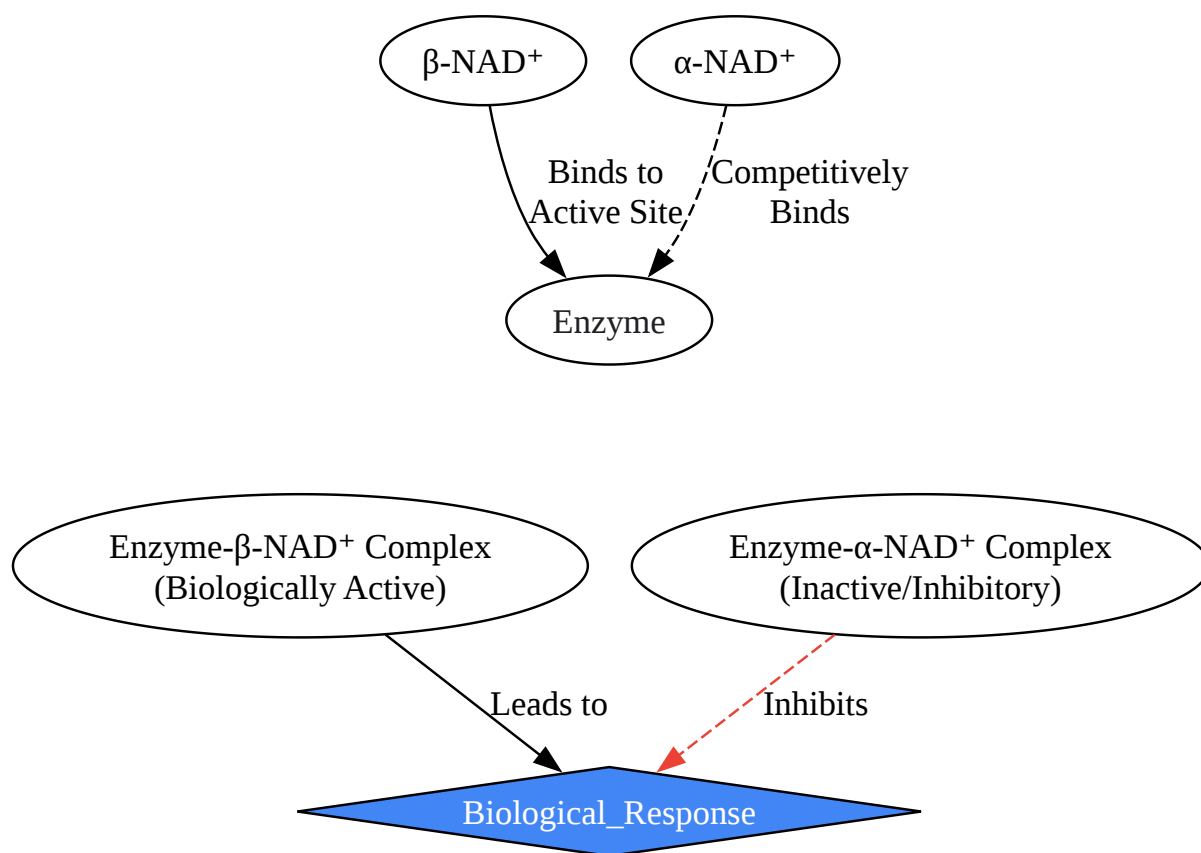 β-NAD⁺
α-NAD⁺
Binds to
Active Site
Competitively
Binds
Enzyme
Enzyme-β-NAD⁺ Complex
(Biologically Active)
Enzyme-α-NAD⁺ Complex
(Inactive/Inhibitory)
Leads to
Inhibits
Biological_Response